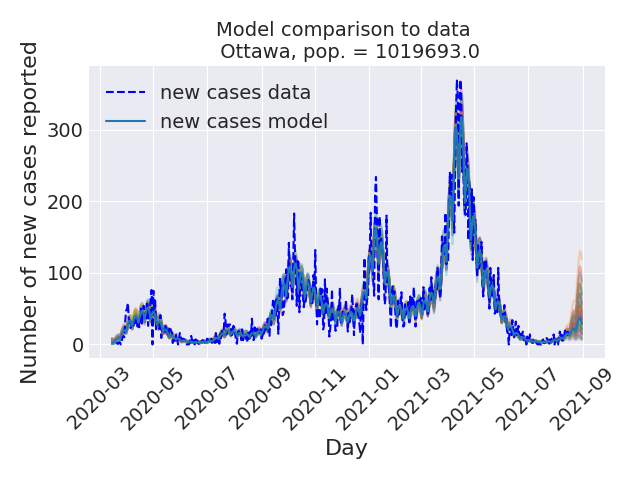 Model comparison to data
Ottawa, pop. = 1019693.0
Number of new cases reported
new cases data
new cases model
300
200
100
0
2020-03
2020-05
2020-07
2020-09
2020-11
2021-01
2021-03
2021-05
2021-07
2021-09
Day